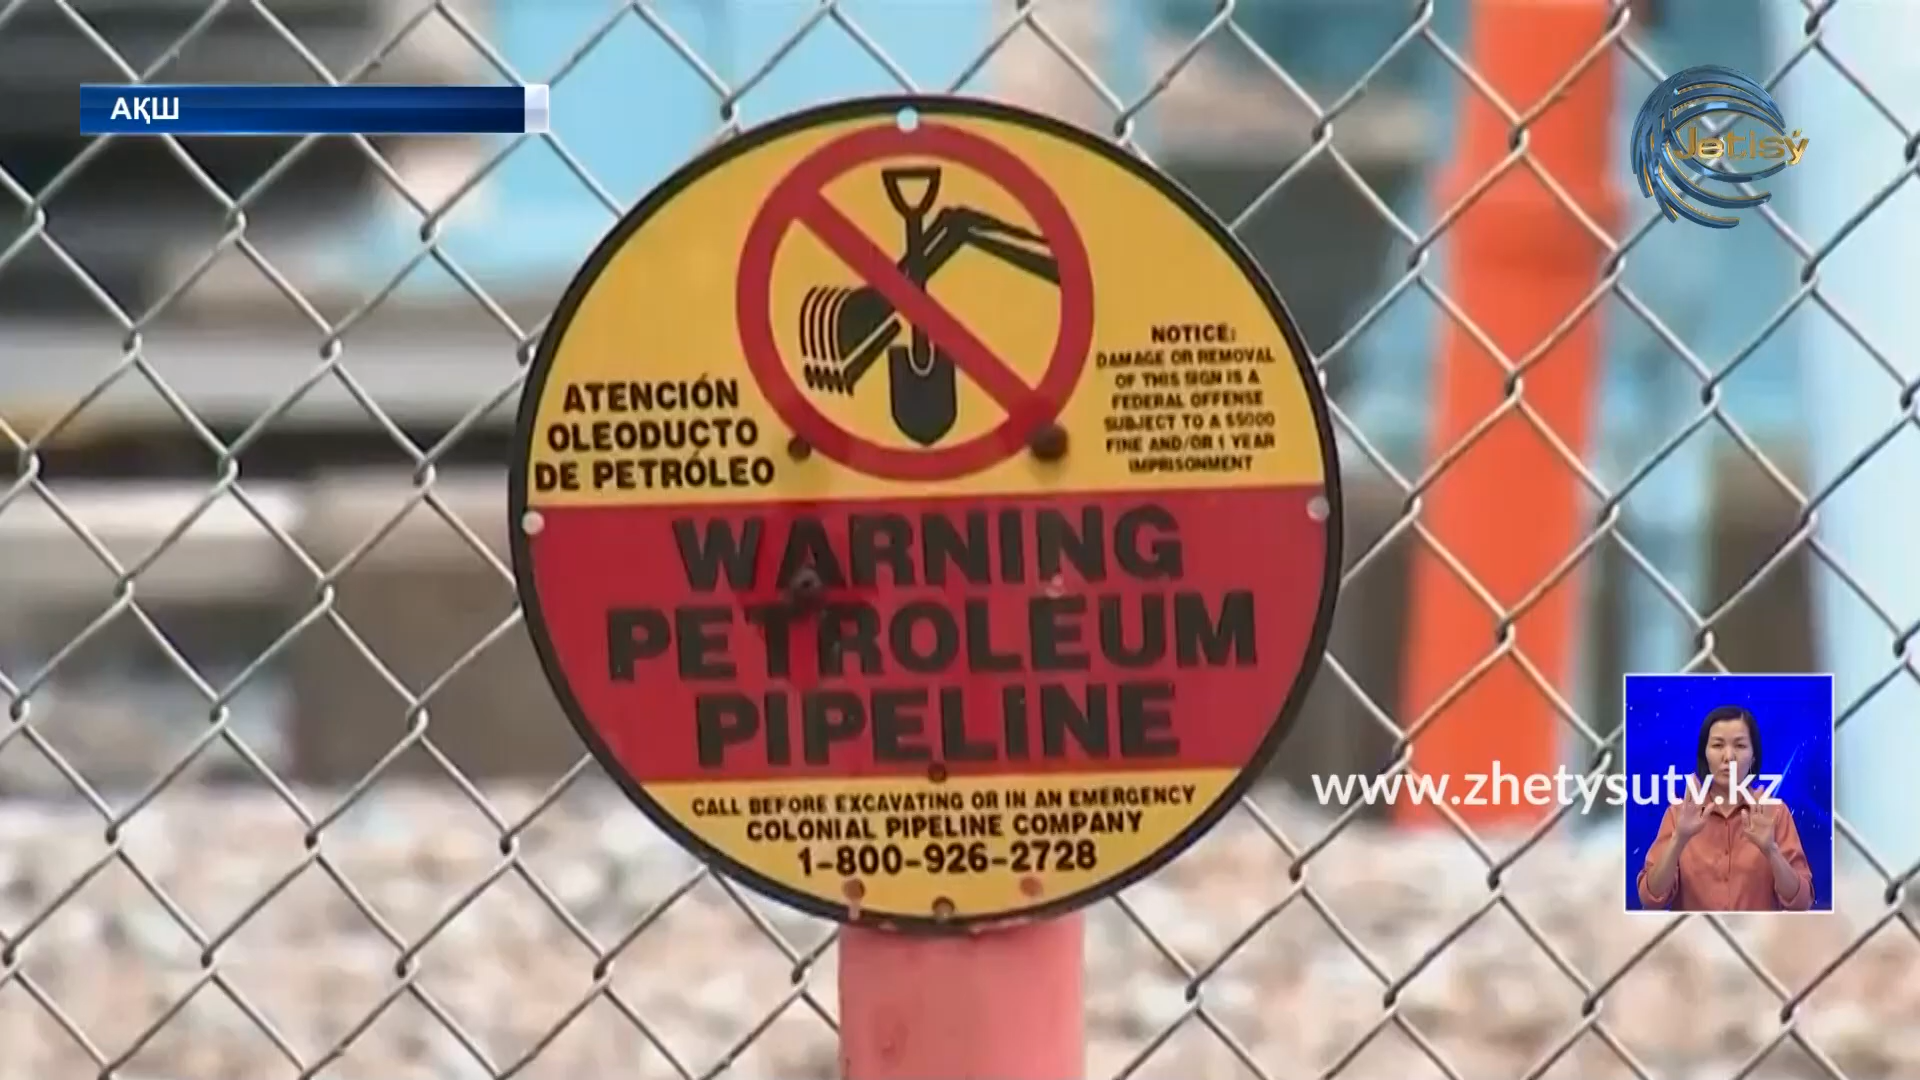 АҚШ
Jetisý
ATENCIÓN
OLEODUCTO
DE PETRÓLEO
NOTICE:
DAMAGE OR REMOVAL
OF THIS SIGN IS A
FEDERAL OFFENSE
SUBJECT TO A $5000
FINE AND/OR 1 YEAR
IMPRISONMENT
WARNING
PETROLEUM
PIPELINE
CALL BEFORE EXCAVATING OR IN AN EMERGENCY
COLONIAL PIPELINE COMPANY
1-800-926-2728
www.zhetysutv.kz